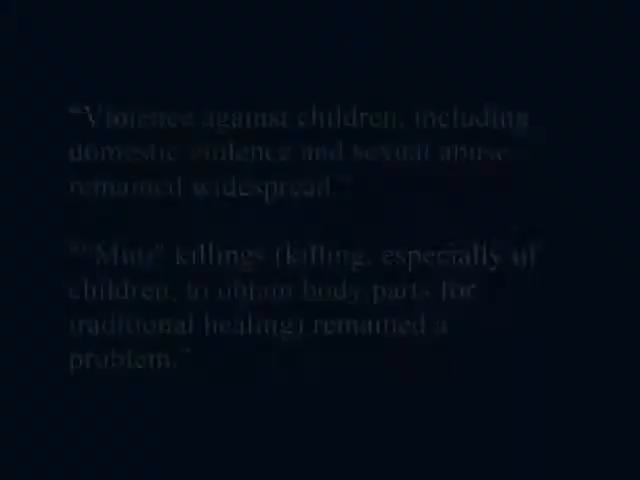 "Violence against children, including
domestic violence and sexual abuse,
remained widespread."
"'Muti' killings (killing, especially of
children, to obtain body parts for
traditional healing) remained a
problem."